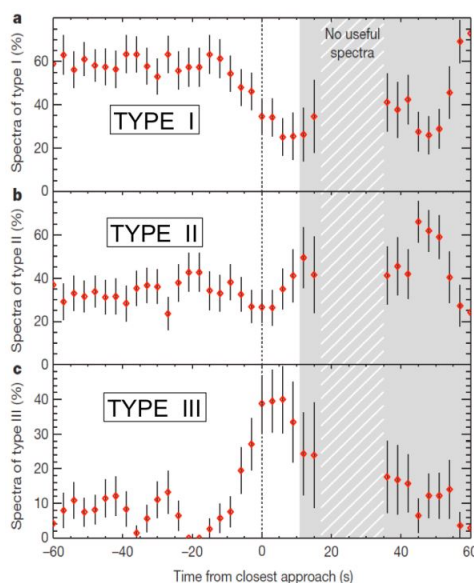 a
Spectra of type I (%)
80
60
40
20
0
TYPE I
No useful
spectra
b
Spectra of type II (%)
60
40
20
0
TYPE II
c
Spectra of type III (%)
40
30
20
10
0
TYPE III
−60
−40
−20
0
20
40
60
Time from closest approach (s)